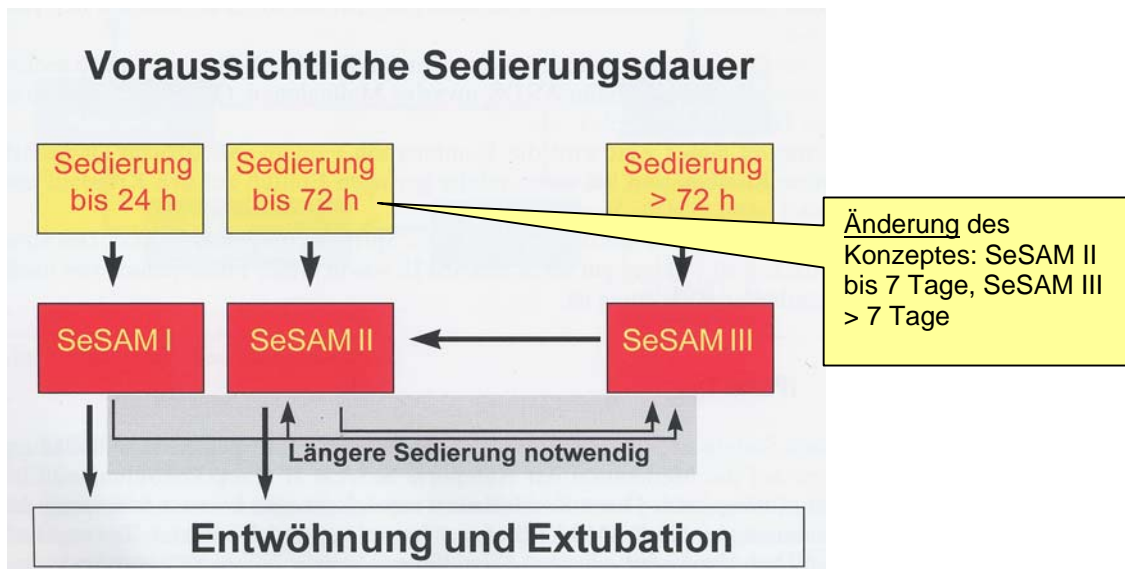 Voraussichtliche Sedierungsdauer
Sedierung
bis 24 h
Sedierung
bis 72 h
Sedierung
> 72 h
Änderung des
Konzeptes: SeSAM II
bis 7 Tage, SeSAM III
> 7 Tage
SeSAM I
SeSAM II
SeSAM III
Längere Sedierung notwendig
Entwöhnung und Extubation